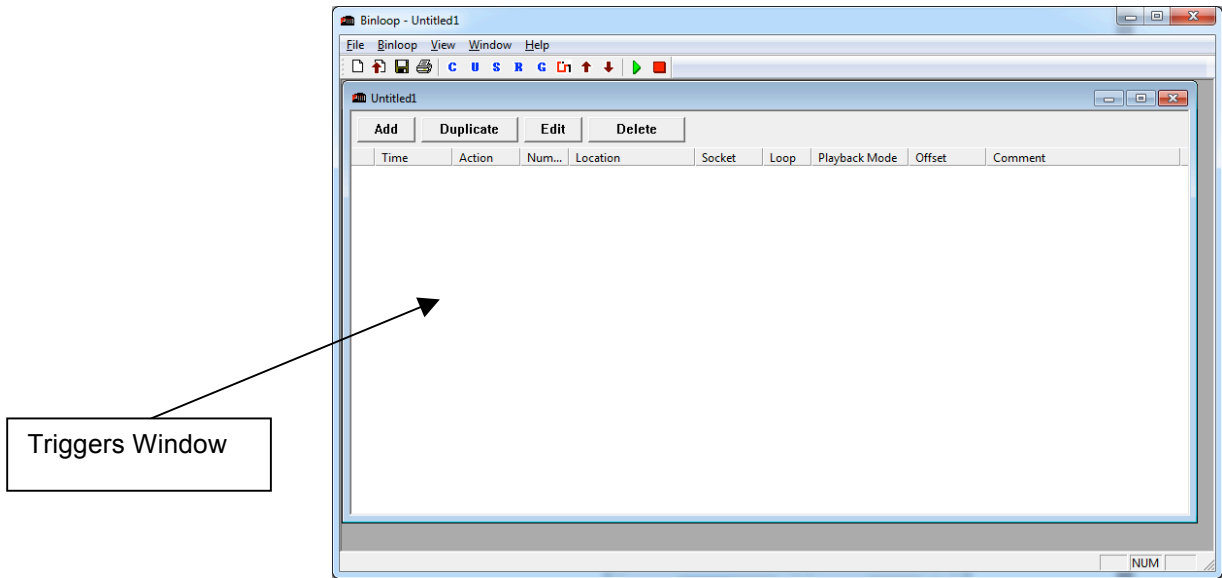 Binloop - Untitled1
File Binloop View Window Help
C U S R G
Untitled1
Add Duplicate Edit Delete
Time Action Num... Location Socket Loop Playback Mode Offset Comment
Triggers Window
NUM